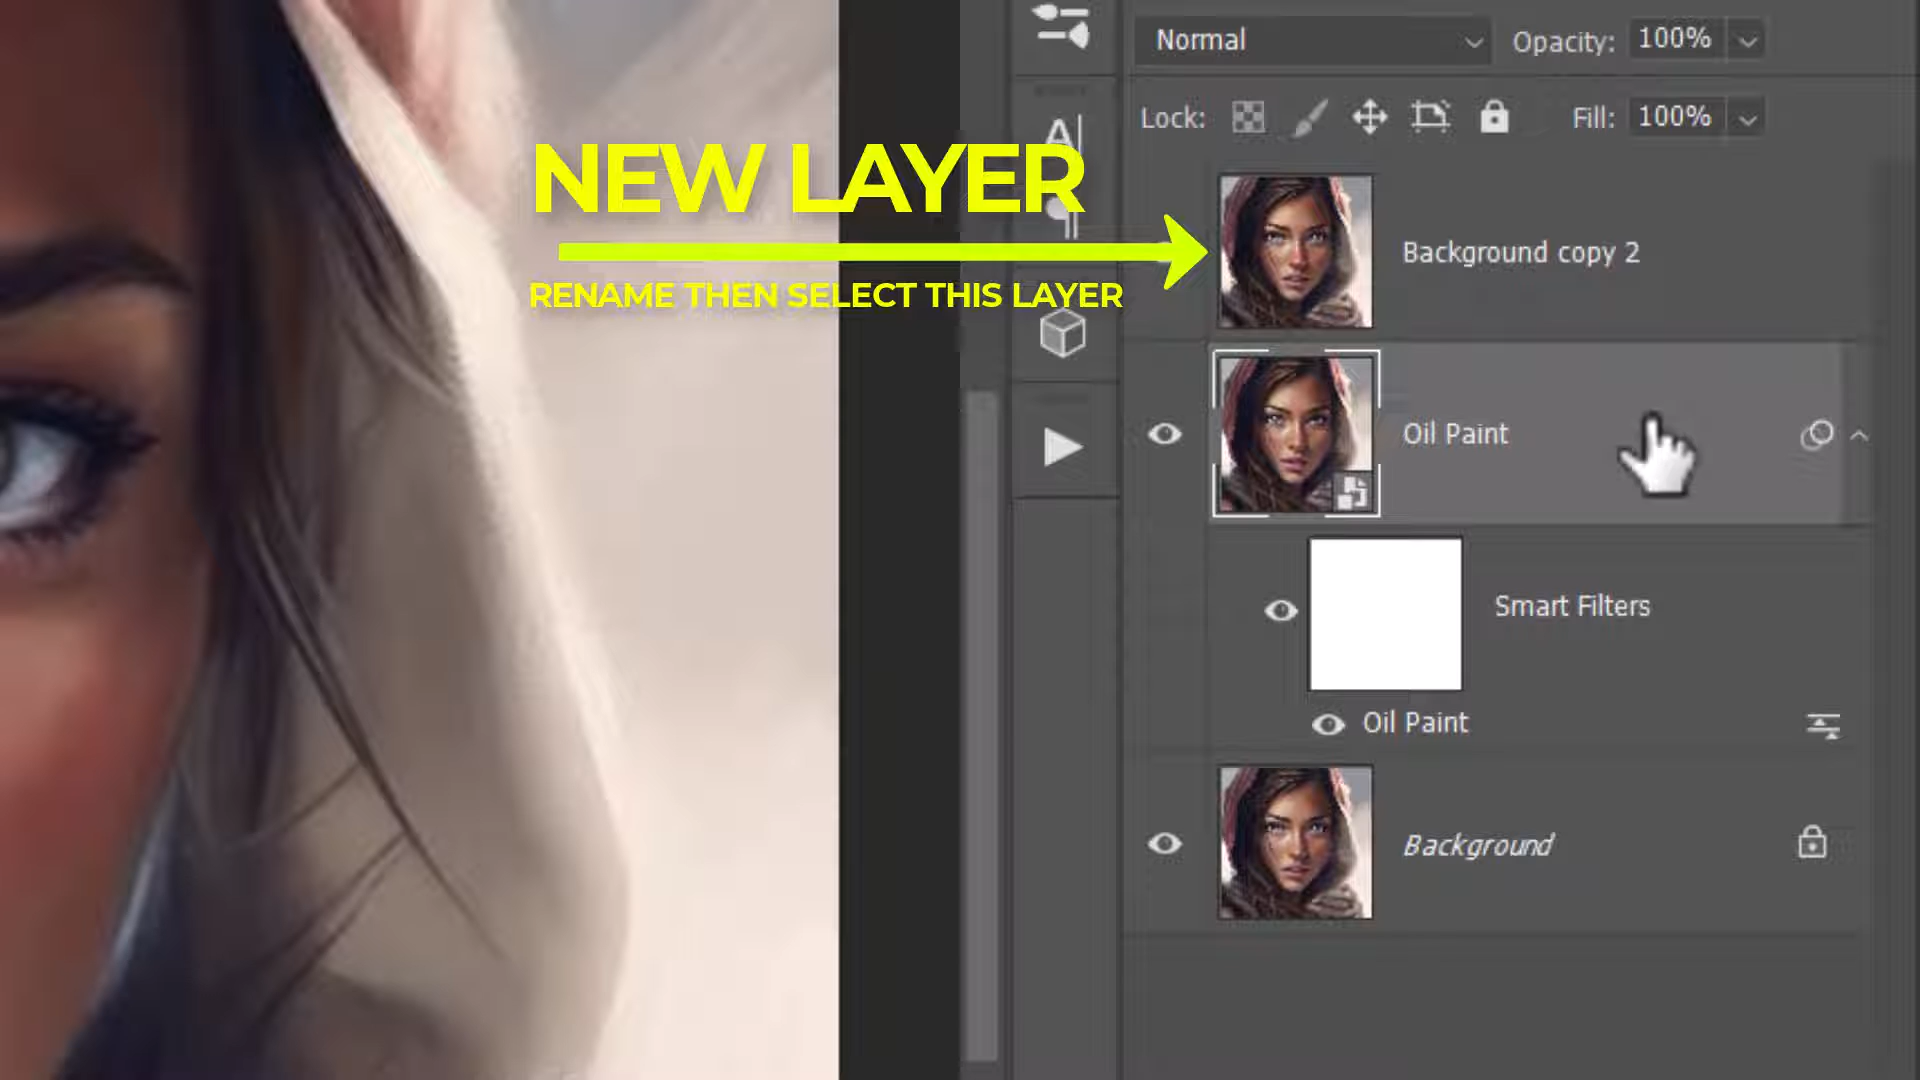 Normal
Opacity: 100%
Lock:
Fill: 100%
A|
NEW LAYER
¶
RENAME THEN SELECT THIS LAYER
Background copy 2
Oil Paint
Smart Filters
Oil Paint
Background